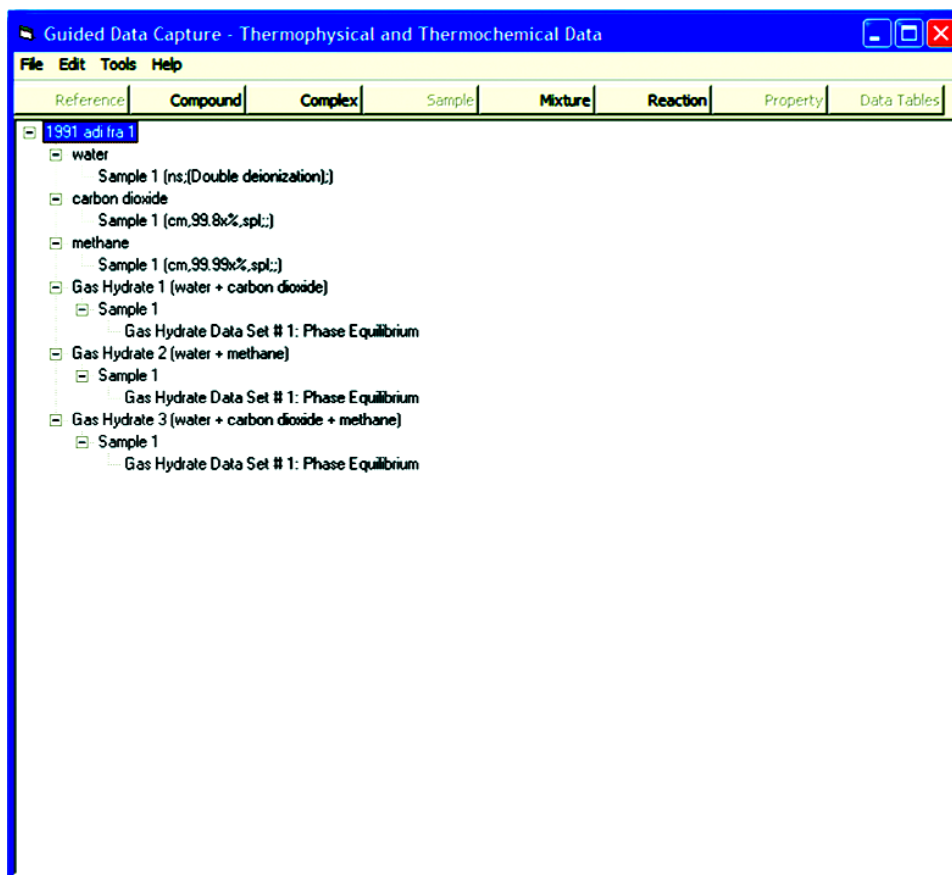 Guided Data Capture - Thermophysical and Thermochemical Data
File Edit Tools Help
Reference Compound Complex Sample Mixture Reaction Property Data Tables
1991 adi fra 1
water
Sample 1 (ns;(Double deionization);)
carbon dioxide
Sample 1 (cm,99.8x%,spl;;)
methane
Sample 1 (cm,99.99x%,spl;;)
Gas Hydrate 1 (water + carbon dioxide)
Sample 1
Gas Hydrate Data Set # 1: Phase Equilibrium
Gas Hydrate 2 (water + methane)
Sample 1
Gas Hydrate Data Set # 1: Phase Equilibrium
Gas Hydrate 3 (water + carbon dioxide + methane)
Sample 1
Gas Hydrate Data Set # 1: Phase Equilibrium